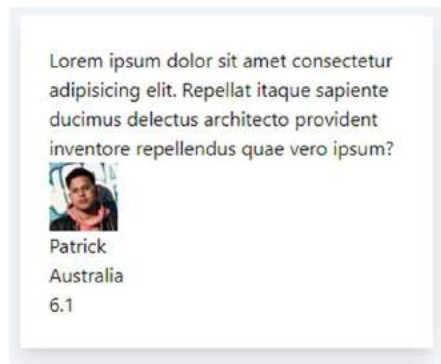 Lorem ipsum dolor sit amet consectetur
adipisicing elit. Repellat itaque sapiente
ducimus delectus architecto provident
inventore repellendus quae vero ipsum?
Patrick
Australia
6.1